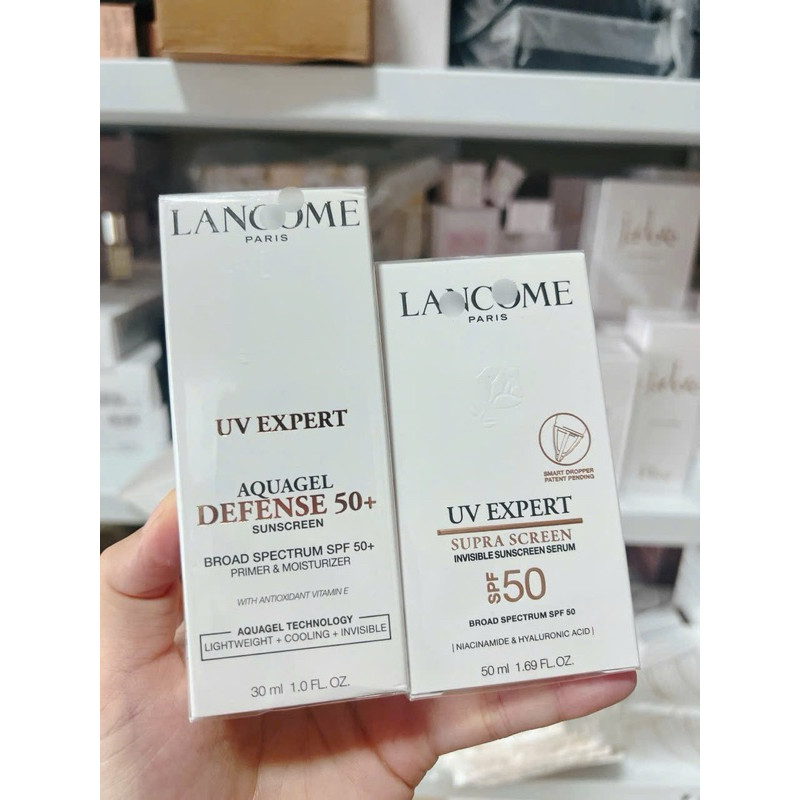 LANCOME
PARIS
UV EXPERT
AQUAGEL
DEFENSE 50+
SUNSCREEN
BROAD SPECTRUM SPF 50+
PRIMER & MOISTURIZER
WITH ANTIOXIDANT VITAMIN E
AQUAGEL TECHNOLOGY
LIGHTWEIGHT + COOLING + INVISIBLE
30 ml 1.0 FL. OZ.
LANCOME
PARIS
SMART DROPPER
PATENT PENDING
UV EXPERT
SUPRA SCREEN
INVISIBLE SUNSCREEN SERUM
SPF 50
BROAD SPECTRUM SPF 50
| NIACINAMIDE & HYALURONIC ACID |
50 ml 1.69 FL. OZ.